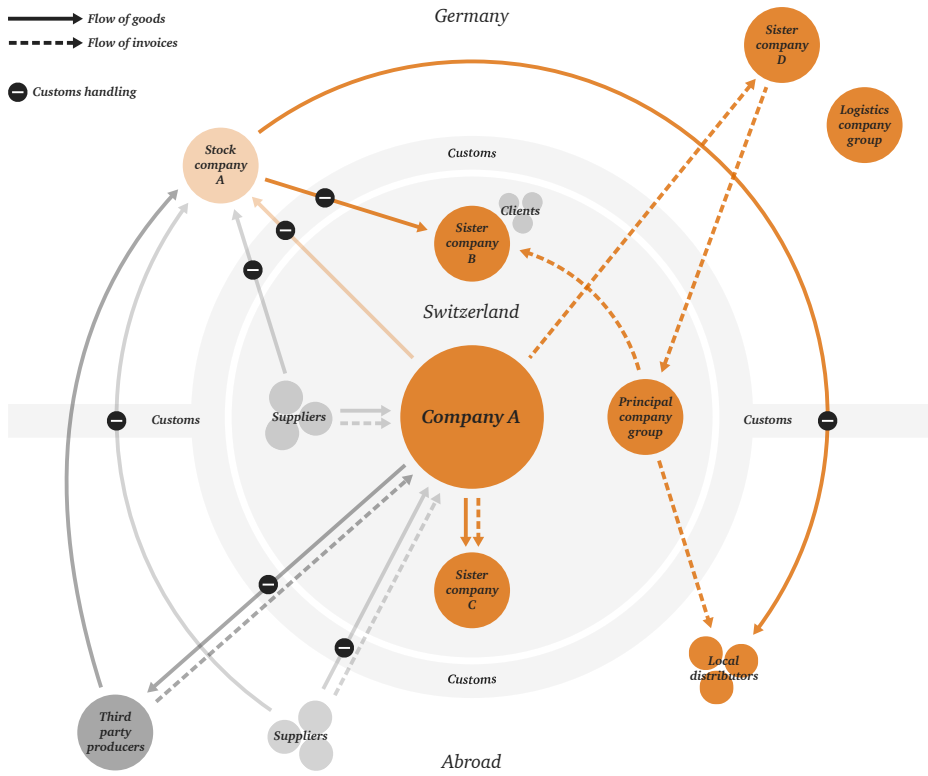 Flow of goods
Flow of invoices
Customs handling
Germany
Sister
company
D
Logistics
company
group
Stock
company
A
Customs
Clients
Sister
company
B
Switzerland
Customs
Suppliers
Company A
Principal
company
group
Customs
Sister
company
C
Customs
Local
distributors
Third
party
producers
Suppliers
Abroad